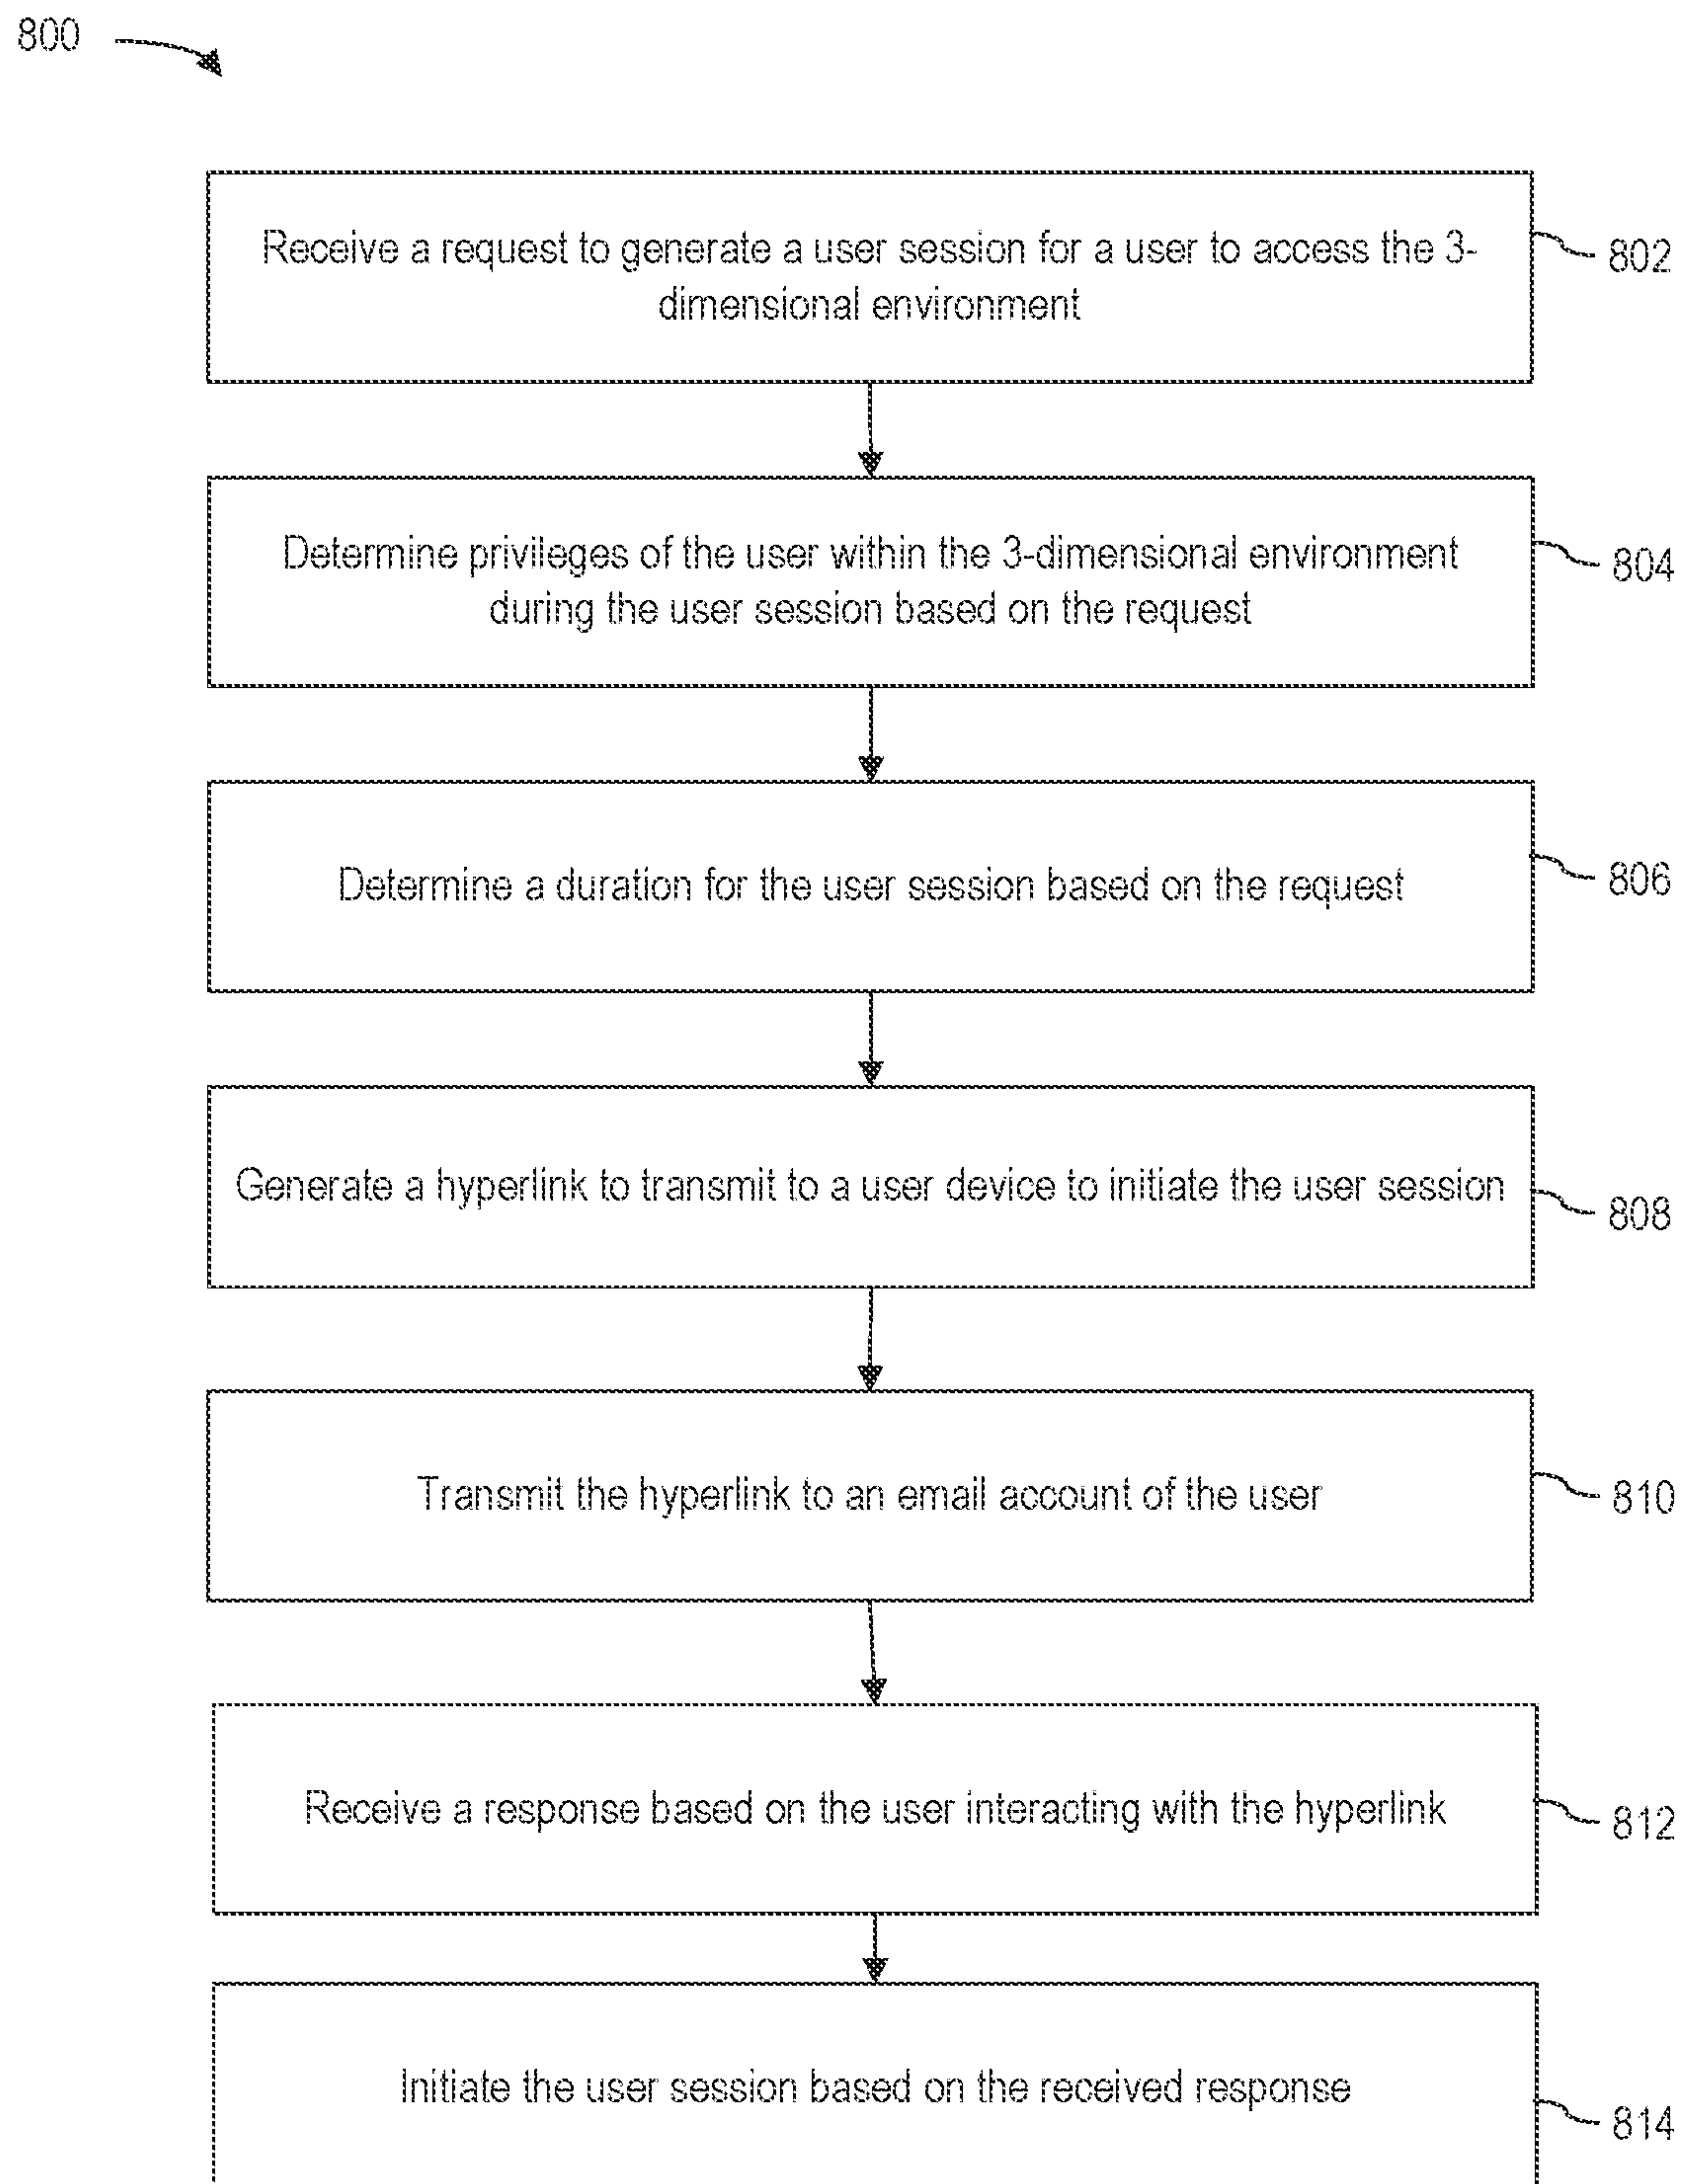 800
Receive a request to generate a user session for a user to access the 3-
dimensional environment
802
Determine privileges of the user within the 3-dimensional environment
during the user session based on the request
804
Determine a duration for the user session based on the request
806
Generate a hyperlink to transmit to a user device to initiate the user session
808
Transmit the hyperlink to an email account of the user
810
Receive a response based on the user interacting with the hyperlink
812
Initiate the user session based on the received response
814